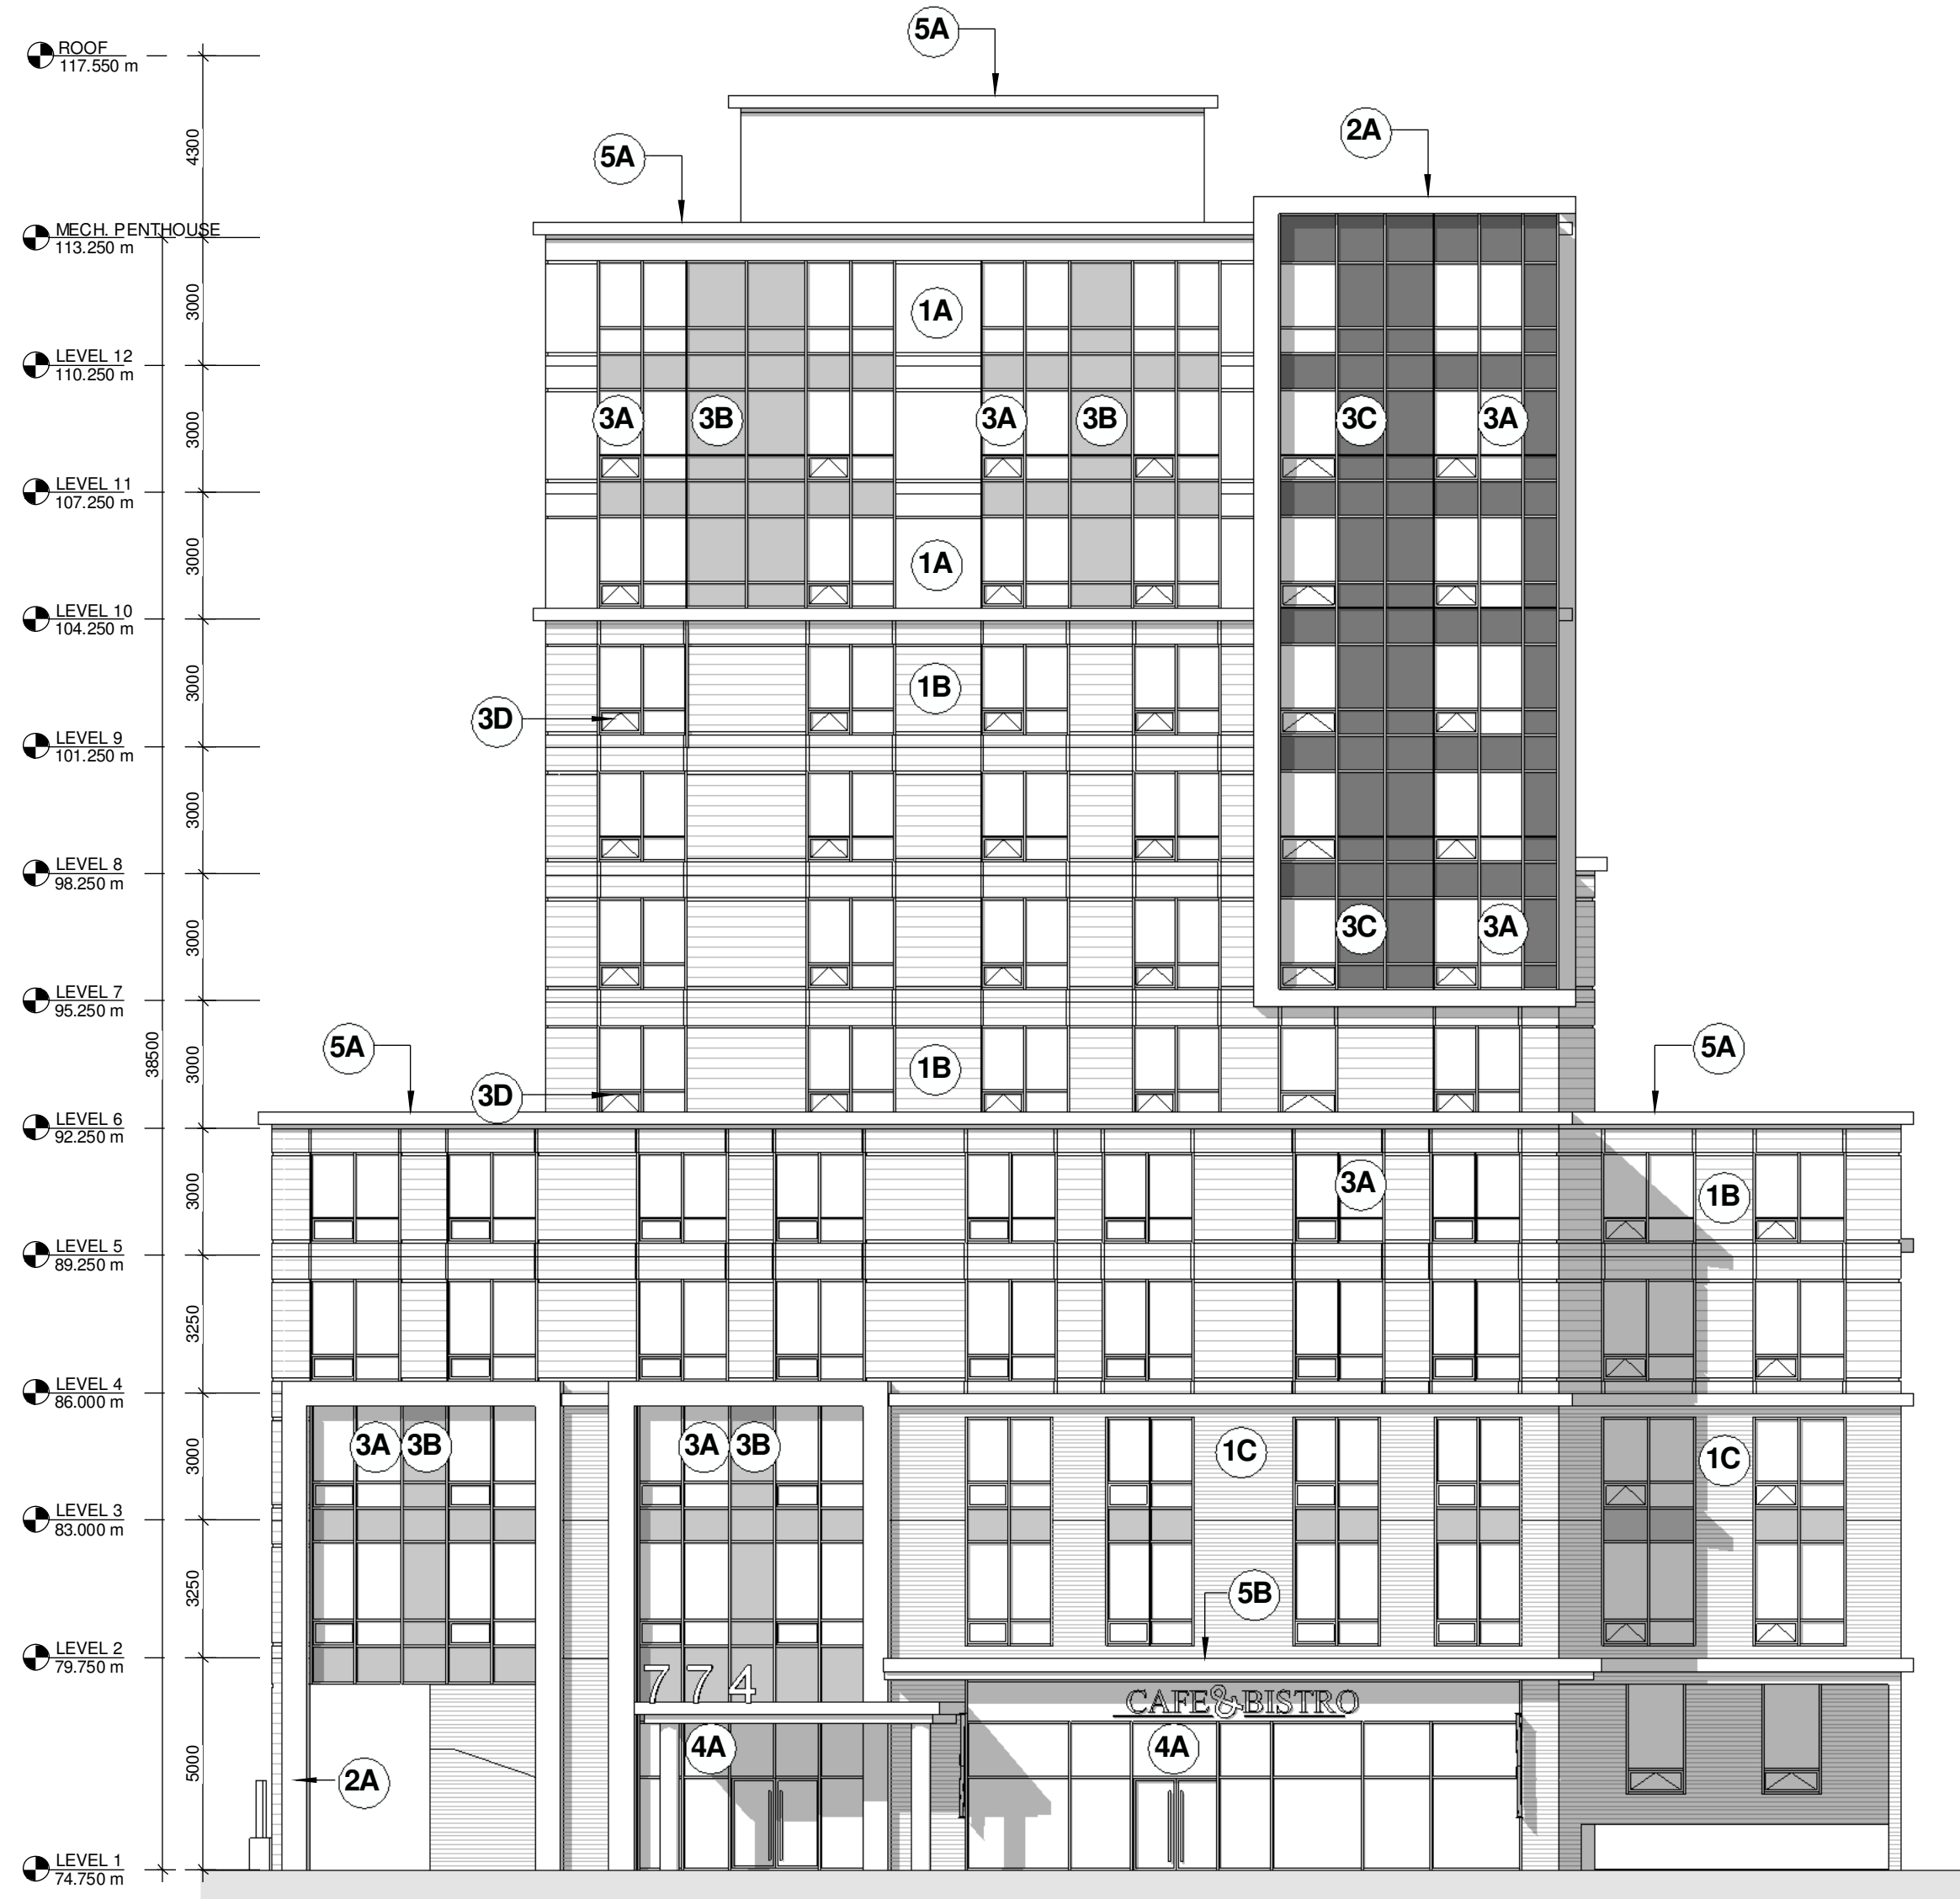 5A
ROOF
117.550 m
4300
2A
5A
MECH. PENTHOUSE
113.250 m
3000
1A
LEVEL 12
110.250 m
3000
3A 3B 3A 3B 3C 3A
LEVEL 11
107.250 m
3000
1A
LEVEL 10
104.250 m
3000
1B
3D
LEVEL 9
101.250 m
3000
LEVEL 8
98.250 m
3000
3C 3A
LEVEL 7
95.250 m
38500
3000
5A
5A
1B
3D
LEVEL 6
92.250 m
3000
3A
1B
LEVEL 5
89.250 m
3250
LEVEL 4
86.000 m
3000
3A 3B 3A 3B 1C 1C
LEVEL 3
83.000 m
3250
5B
LEVEL 2
79.750 m
774
CAFE&BISTRO
5000
4A 4A
2A
LEVEL 1
74.750 m